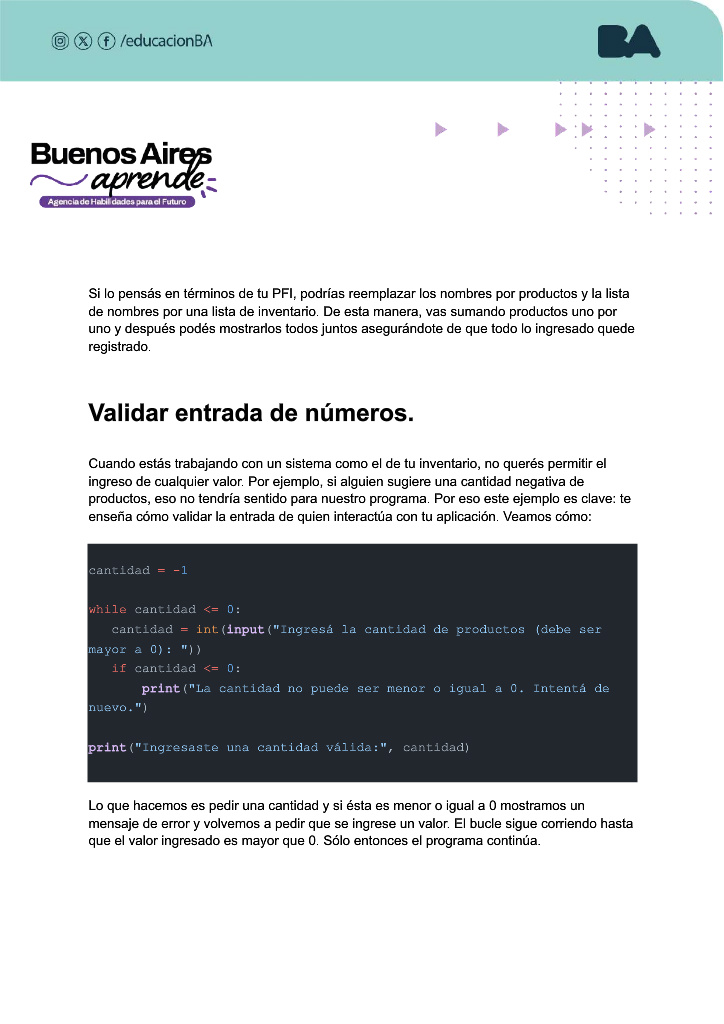 /educacionBA
BA
Buenos Aires
aprende
Agencia de Habilidades para el Futuro
Si lo pensás en términos de tu PFI, podrías reemplazar los nombres por productos y la lista
de nombres por una lista de inventario. De esta manera, vas sumando productos uno por
uno y después podés mostrarlos todos juntos asegurándote de que todo lo ingresado quede
registrado.
Validar entrada de números.
Cuando estás trabajando con un sistema como el de tu inventario, no querés permitir el
ingreso de cualquier valor. Por ejemplo, si alguien sugiere una cantidad negativa de
productos, eso no tendría sentido para nuestro programa. Por eso este ejemplo es clave: te
enseña cómo validar la entrada de quien interactúa con tu aplicación. Veamos cómo:
cantidad = -1
while cantidad <= 0:
   cantidad = int(input("Ingresá la cantidad de productos (debe ser
mayor a 0): "))
   if cantidad <= 0:
       print("La cantidad no puede ser menor o igual a 0. Intentá de
nuevo.")
print("Ingresaste una cantidad válida:", cantidad)
Lo que hacemos es pedir una cantidad y si ésta es menor o igual a 0 mostramos un
mensaje de error y volvemos a pedir que se ingrese un valor. El bucle sigue corriendo hasta
que el valor ingresado es mayor que 0. Sólo entonces el programa continúa.